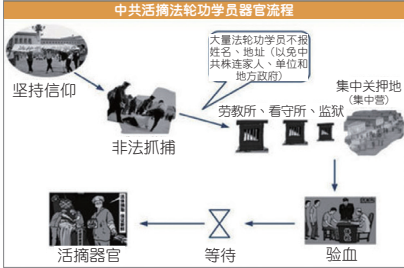 中共活摘法轮功学员器官流程
大量法轮功学员不报
姓名、地址（以免中
共株连家人、单位和
地方政府）
坚持信仰
非法抓捕
劳教所、看守所、监狱
集中关押地
（集中营）
活摘器官
等待
验血